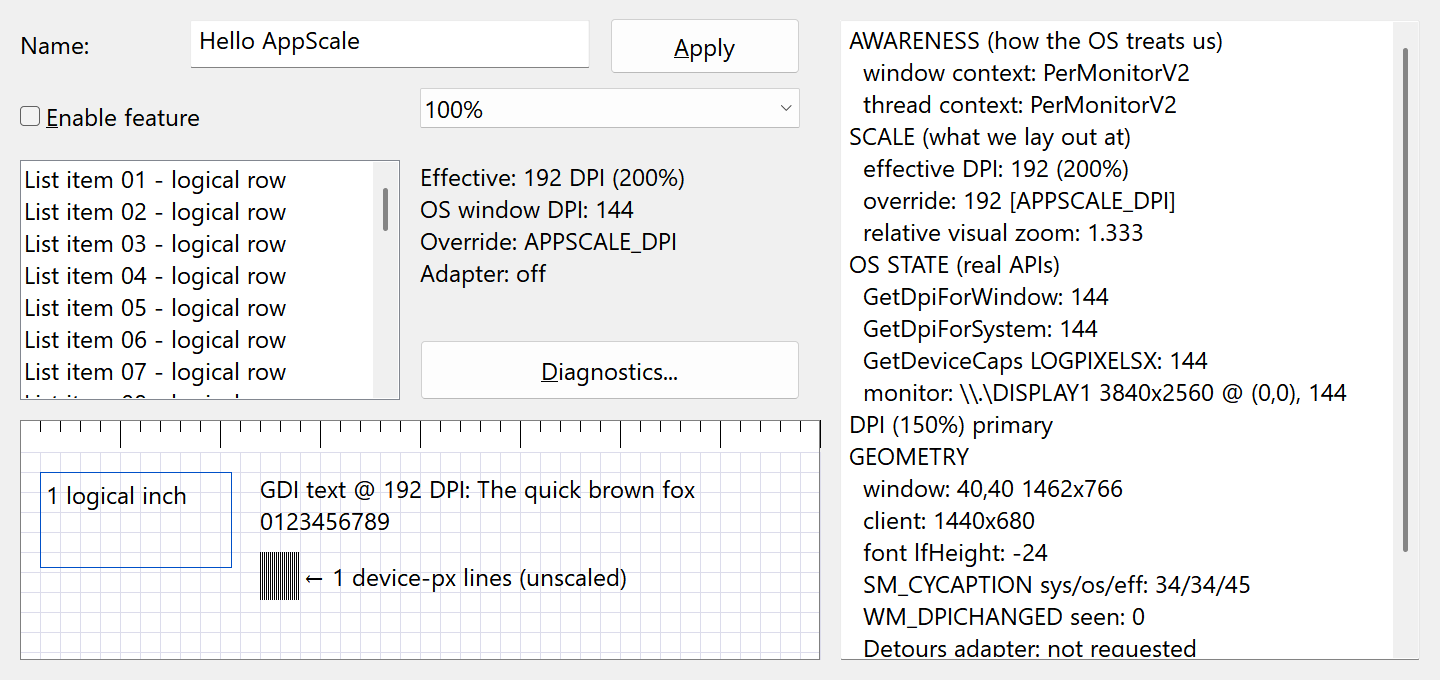 Name:
Hello AppScale
Apply
Enable feature
100%
List item 01 - logical row
List item 02 - logical row
List item 03 - logical row
List item 04 - logical row
List item 05 - logical row
List item 06 - logical row
List item 07 - logical row
Effective: 192 DPI (200%)
OS window DPI: 144
Override: APPSCALE_DPI
Adapter: off
Diagnostics...
1 logical inch
GDI text @ 192 DPI: The quick brown fox
0123456789
← 1 device-px lines (unscaled)
AWARENESS (how the OS treats us)
window context: PerMonitorV2
thread context: PerMonitorV2
SCALE (what we lay out at)
effective DPI: 192 (200%)
override: 192 [APPSCALE_DPI]
relative visual zoom: 1.333
OS STATE (real APIs)
GetDpiForWindow: 144
GetDpiForSystem: 144
GetDeviceCaps LOGPIXELSX: 144
monitor: \\.\DISPLAY1 3840x2560 @ (0,0), 144
DPI (150%) primary
GEOMETRY
window: 40,40 1462x766
client: 1440x680
font lfHeight: -24
SM_CYCAPTION sys/os/eff: 34/34/45
WM_DPICHANGED seen: 0
Detours adapter: not requested